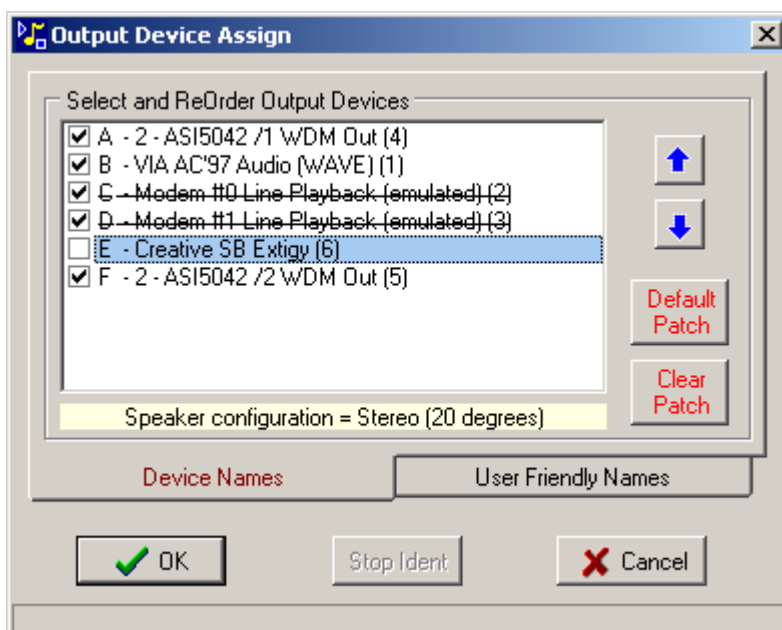 Output Device Assign
Select and ReOrder Output Devices
A - 2 - ASI5042 /1 WDM Out (4)
B - VIA AC'97 Audio (WAVE) (1)
C - Modem #0 Line Playback (emulated) (2)
D - Modem #1 Line Playback (emulated) (3)
E - Creative SB Extigy (6)
F - 2 - ASI5042 /2 WDM Out (5)
Default
Patch
Clear
Patch
Speaker configuration = Stereo (20 degrees)
Device Names
User Friendly Names
OK
Stop Ident
Cancel